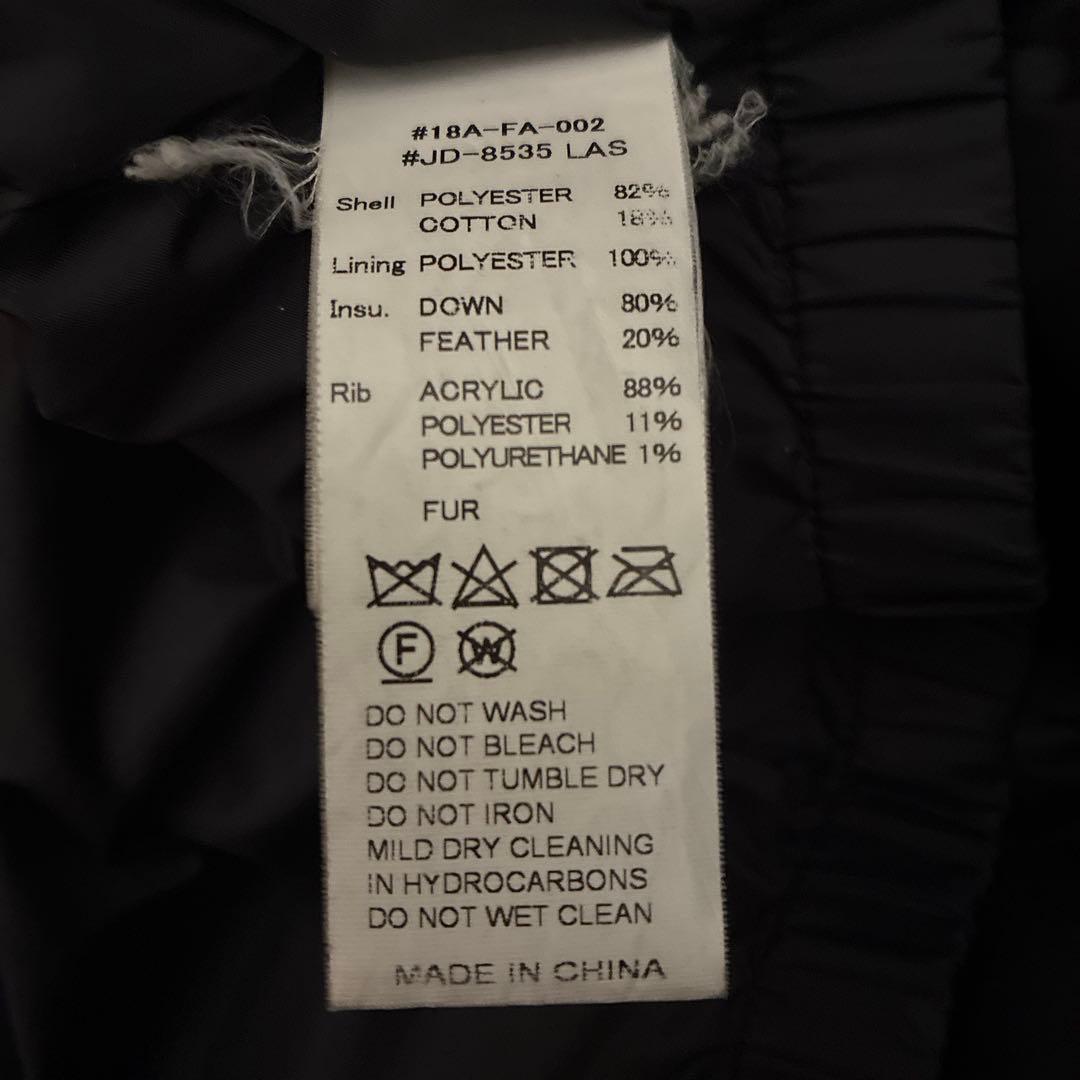 #18A-FA-002
#JD-8535 LAS
Shell POLYESTER 82%
COTTON 18%
Lining POLYESTER 100%
Insu. DOWN 80%
FEATHER 20%
Rib ACRYLIC 88%
POLYESTER 11%
POLYURETHANE 1%
FUR
F W
DO NOT WASH
DO NOT BLEACH
DO NOT TUMBLE DRY
DO NOT IRON
MILD DRY CLEANING
IN HYDROCARBONS
DO NOT WET CLEAN
MADE IN CHINA